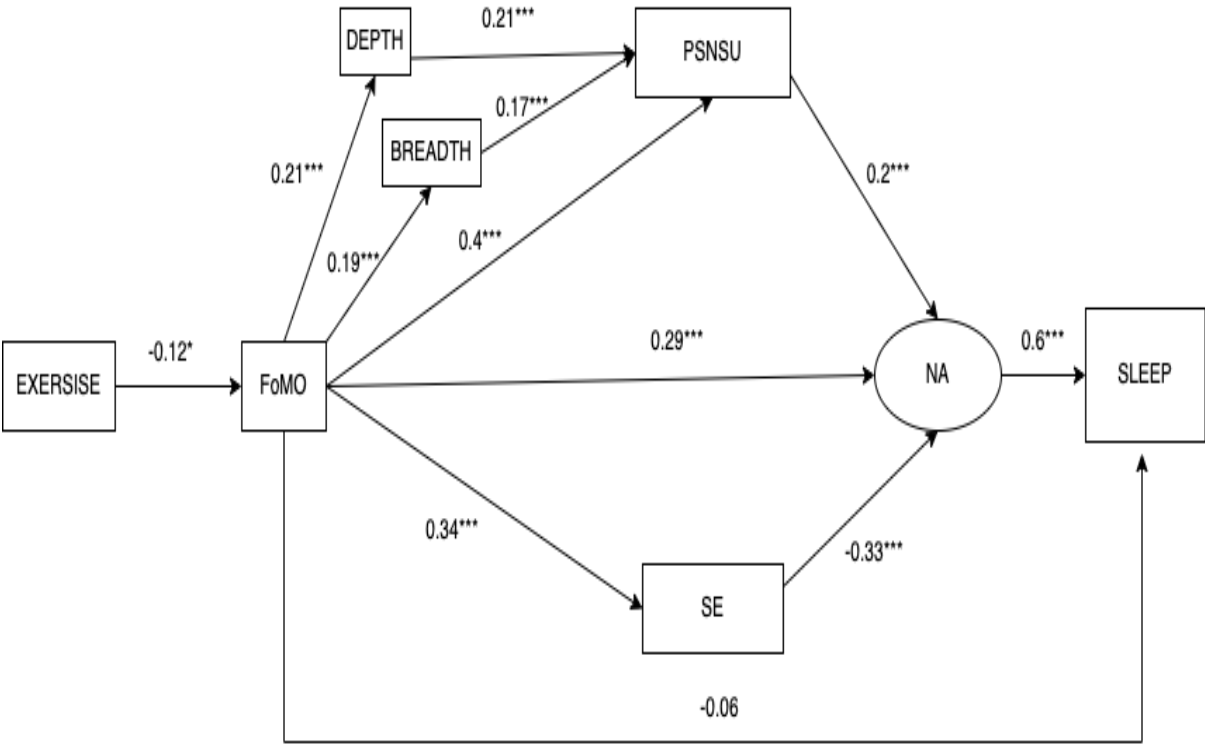 0.21***
DEPTH
PSNSU
0.17***
BREADTH
0.21***
0.2***
0.4***
0.19***
-0.12*
0.29***
0.6***
EXERSISE
FoMO
NA
SLEEP
0.34***
-0.33***
SE
-0.06